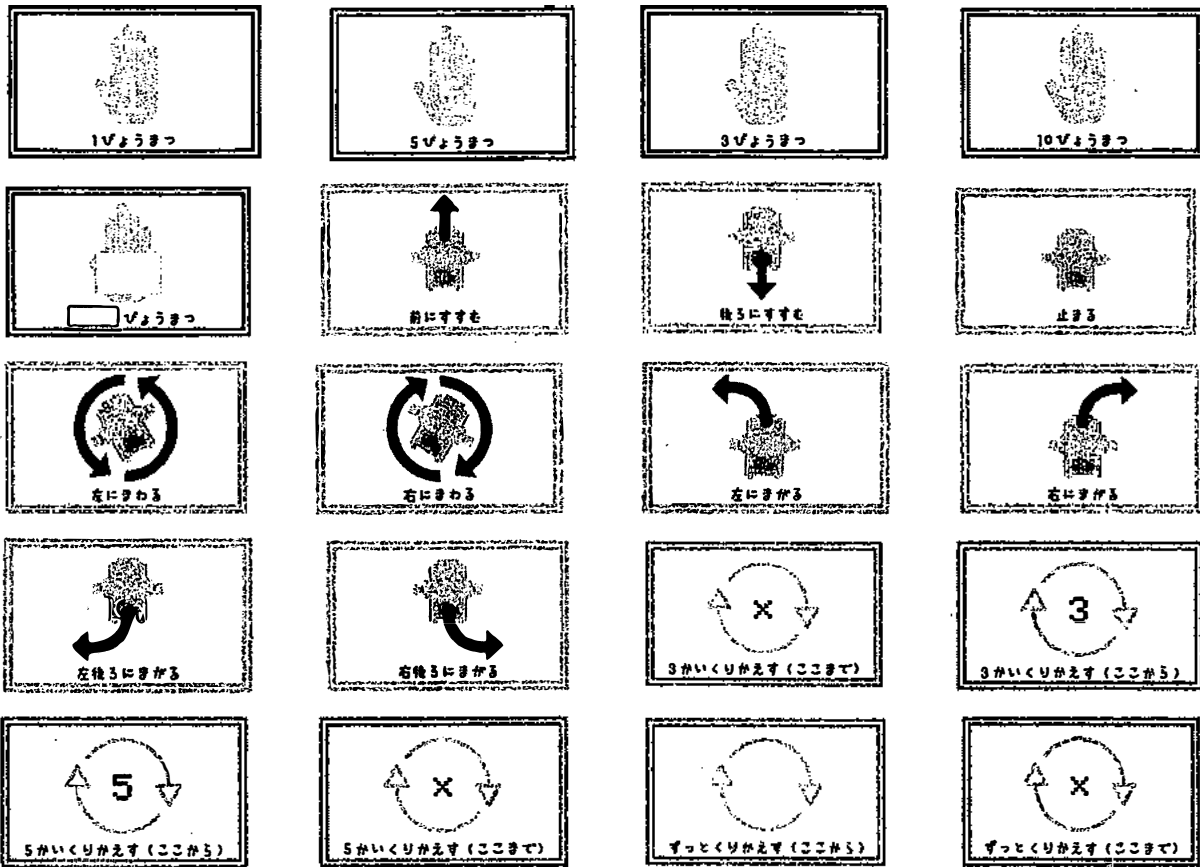 1びょうまつ
5びょうまつ
3びょうまつ
10びょうまつ
びょうまつ
前にすすむ
後ろにすすむ
止まる
左にまわる
右にまわる
左にまがる
右にまがる
左後ろにまがる
右後ろにまがる
×
3かいくりかえす(ここまで)
3
3かいくりかえす(ここから)
5
5かいくりかえす(ここから)
×
5かいくりかえす(ここまで)
ずっとくりかえす(ここから)
×
ずっとくりかえす(ここまで)